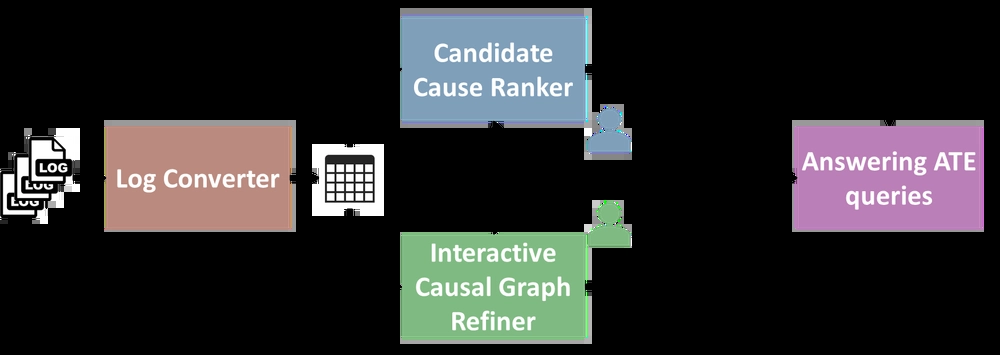 LOG
LOG
LOG
Log Converter
Candidate
Cause Ranker
Interactive
Causal Graph
Refiner
Answering ATE
queries